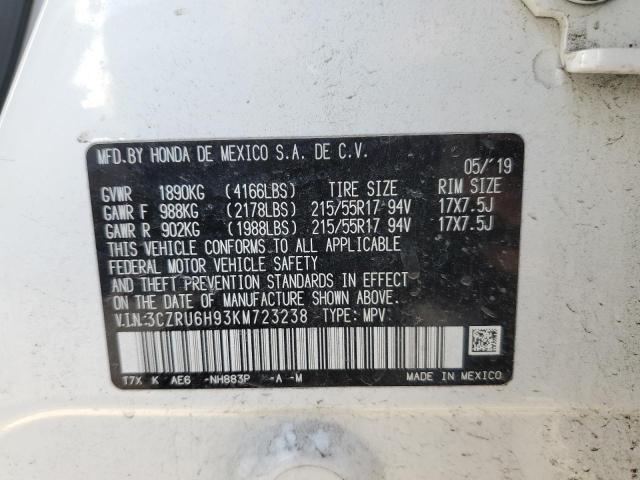 MFD.BY HONDA DE MEXICO S.A. DE C.V.
05/'19
GVWR 1890KG (4166LBS) TIRE SIZE RIM SIZE
GAWR F 988KG (2178LBS) 215/55R17 94V 17X7.5J
GAWR R 902KG (1988LBS) 215/55R17 94V 17X7.5J
THIS VEHICLE CONFORMS TO ALL APPLICABLE
FEDERAL MOTOR VEHICLE SAFETY
AND THEFT PREVENTION STANDARDS IN EFFECT
ON THE DATE OF MANUFACTURE SHOWN ABOVE.
V.I.N:3CZRU6H93KM723238 TYPE: MPV
T7X K AE6 -NH883P -A -M
MADE IN MEXICO